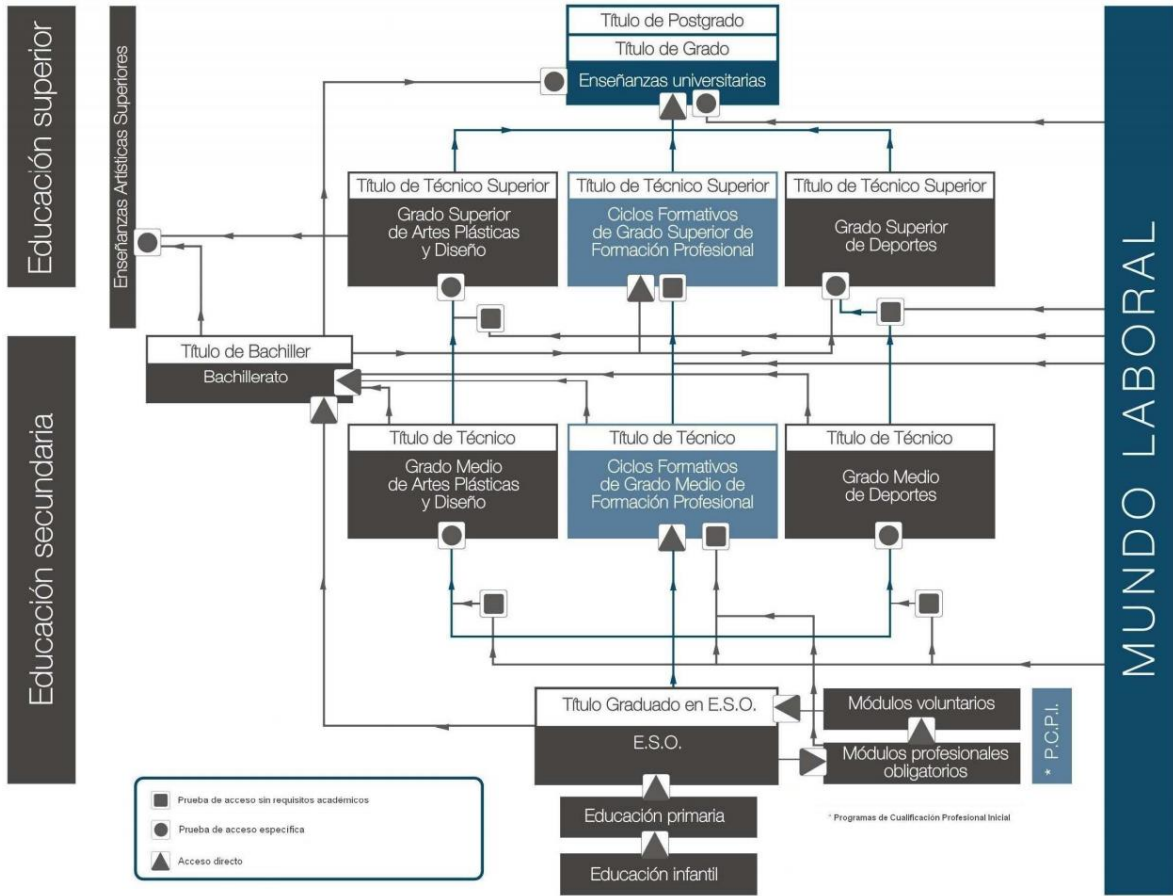 Educación superior
Enseñanzas Artísticas Superiores
Título de Postgrado
Título de Grado
Enseñanzas universitarias
Título de Técnico Superior
Grado Superior
de Artes Plásticas
y Diseño
Título de Técnico Superior
Ciclos Formativos
de Grado Superior de
Formación Profesional
Título de Técnico Superior
Grado Superior
de Deportes
MUNDO LABORAL
Educación secundaria
Título de Bachiller
Bachillerato
Título de Técnico
Grado Medio
de Artes Plásticas
y Diseño
Título de Técnico
Ciclos Formativos
de Grado Medio de
Formación Profesional
Título de Técnico
Grado Medio
de Deportes
Título Graduado en E.S.O.
E.S.O.
Módulos voluntarios
Módulos profesionales
obligatorios
* P.C.P.I.
Educación primaria
Educación infantil
* Programas de Cualificación Profesional Inicial
Prueba de acceso sin requisitos académicos
Prueba de acceso específica
Acceso directo